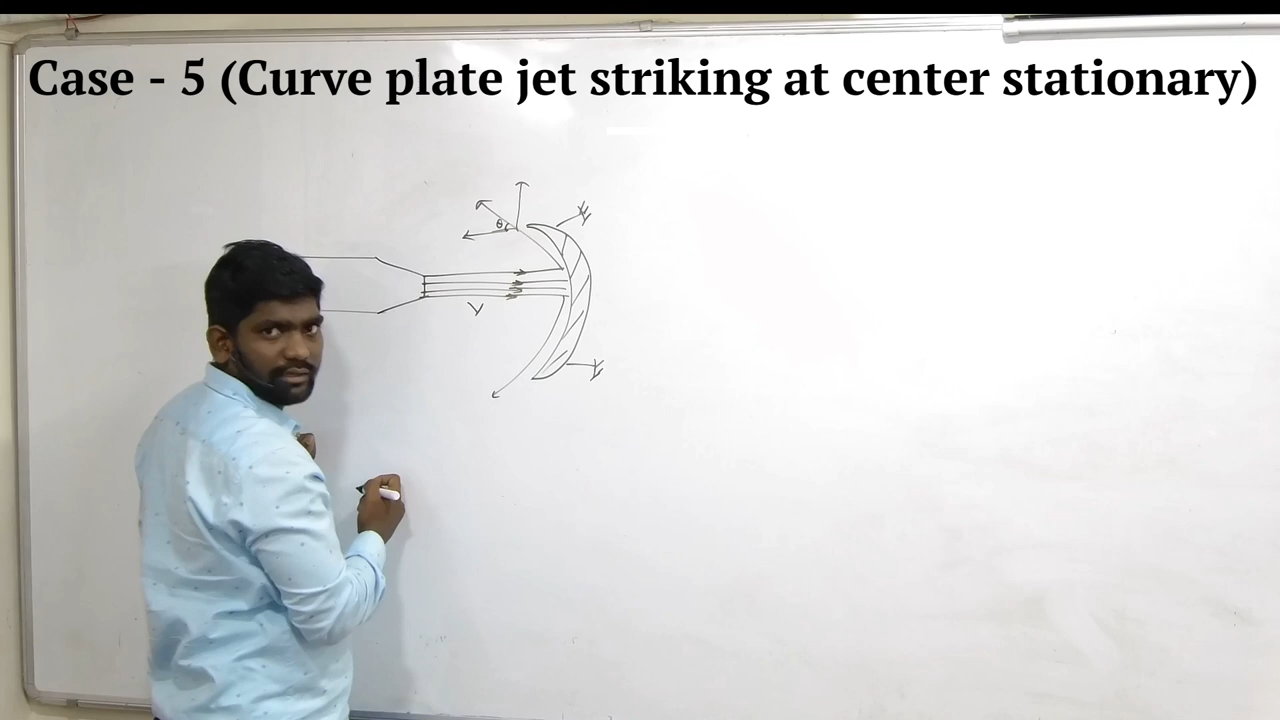 Case - 5 (Curve plate jet striking at center stationary)
θ
V